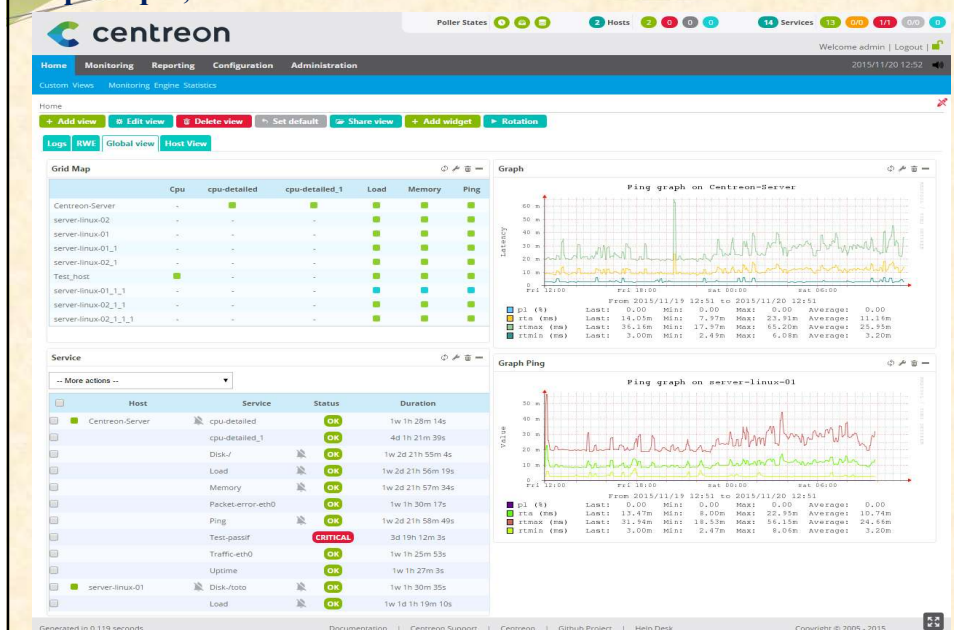 centreon
Poller States
2 Hosts 2 0 0 0
14 Services 13 0/0 1/1 0/0 0
Welcome admin | Logout |
Home Monitoring Reporting Configuration Administration 2015/11/20 12:52
Custom Views Monitoring Engine Statistics
Home
+ Add view Edit view Delete view Set default Share view + Add widget Rotation
Logs RWE Global view Host View
Grid Map
Cpu cpu-detailed cpu-detailed_1 Load Memory Ping
Centreon-Server - 
server-linux-02 - - -
server-linux-01 - - -
server-linux-01_1 - - -
server-linux-02_1 - - -
Test_host - -
server-linux-01_1_1 - - -
server-linux-02_1_1 - - -
server-linux-02_1_1_1 - - -
Graph
Ping graph on Centreon-Server
Latency
60 m
50 m
40 m
30 m
20 m
10 m
0
Fri 12:00 Fri 18:00 Sat 00:00 Sat 06:00
From 2015/11/19 12:51 to 2015/11/20 12:51
pl (%) Last: 0.00 Min: 0.00 Max: 0.00 Average: 0.00
rta (ms) Last: 14.05m Min: 7.97m Max: 23.91m Average: 11.16m
rtmax (ms) Last: 36.16m Min: 17.97m Max: 65.20m Average: 25.95m
rtmin (ms) Last: 3.00m Min: 2.49m Max: 6.08m Average: 3.20m
Service
-- More actions --
Host Service Status Duration
Centreon-Server cpu-detailed OK 1w 1h 28m 14s
cpu-detailed_1 OK 4d 1h 21m 39s
Disk-/ OK 1w 2d 21h 55m 4s
Load OK 1w 2d 21h 56m 19s
Memory OK 1w 2d 21h 57m 34s
Packet-error-eth0 OK 1w 1h 30m 17s
Ping OK 1w 2d 21h 58m 49s
Test-passif CRITICAL 3d 19h 12m 3s
Traffic-eth0 OK 1w 1h 25m 53s
Uptime OK 1w 1h 27m 3s
server-linux-01 Disk-/toto OK 1w 1h 30m 35s
Load OK 1w 1d 1h 19m 10s
Graph Ping
Ping graph on server-linux-01
Value
50 m
40 m
30 m
20 m
10 m
0
Fri 12:00 Fri 18:00 Sat 00:00 Sat 06:00
From 2015/11/19 12:51 to 2015/11/20 12:51
pl (%) Last: 0.00 Min: 0.00 Max: 0.00 Average: 0.00
rta (ms) Last: 13.47m Min: 8.00m Max: 22.95m Average: 10.74m
rtmax (ms) Last: 31.94m Min: 18.53m Max: 56.15m Average: 24.66m
rtmin (ms) Last: 3.00m Min: 2.47m Max: 8.06m Average: 3.20m
Generated in 0.119 seconds Documentation | Centreon Support | Centreon | Github Project | Help Desk Copyright © 2005 - 2015